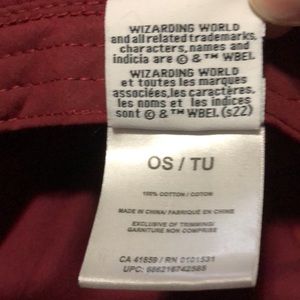 WIZARDING WORLD
and all related trademarks,
characters, names and
indicia are © & ™ WBEI.
WIZARDING WORLD
et toutes les marques
associées, les caractères,
les noms et les indices
sont © & ™ WBEI. (s22)
OS / TU
100% COTTON / COTON
MADE IN CHINA/ FABRIQUÉ EN CHINE
EXCLUSIVE OF TRIMMING/
GARNITURE NON COMPRISE
CA 41859 / RN 0101531
UPC: 686216742585